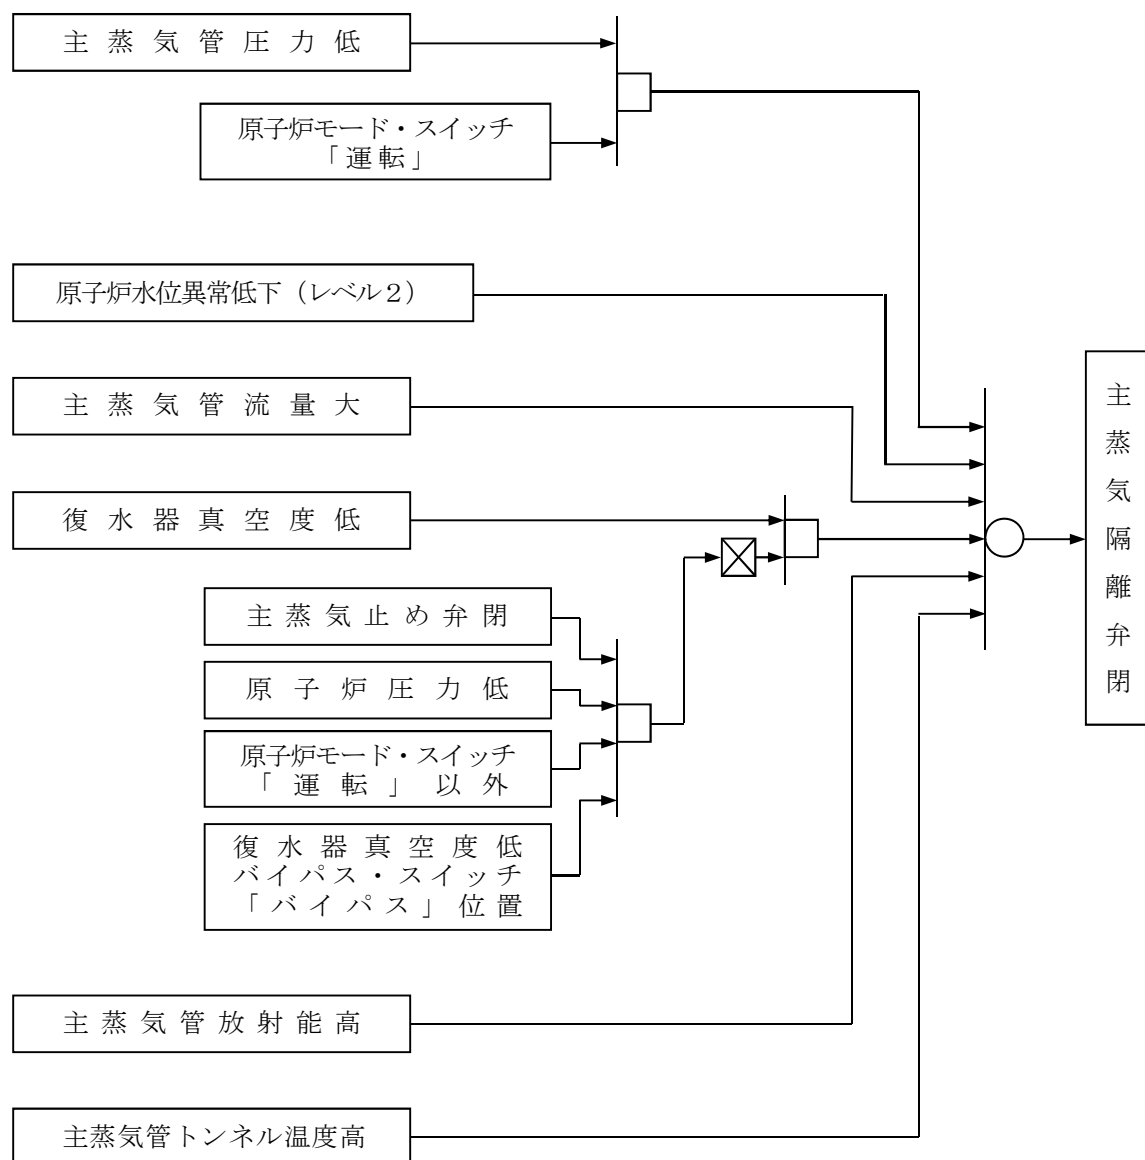 主蒸気管圧力低
原子炉モード・スイッチ
「運転」
原子炉水位異常低下（レベル２）
主蒸気管流量大
復水器真空度低
主蒸気止め弁閉
原子炉圧力低
原子炉モード・スイッチ
「運転」以外
復水器真空度低
バイパス・スイッチ
「バイパス」位置
主蒸気管放射能高
主蒸気管トンネル温度高
主蒸気隔離弁閉